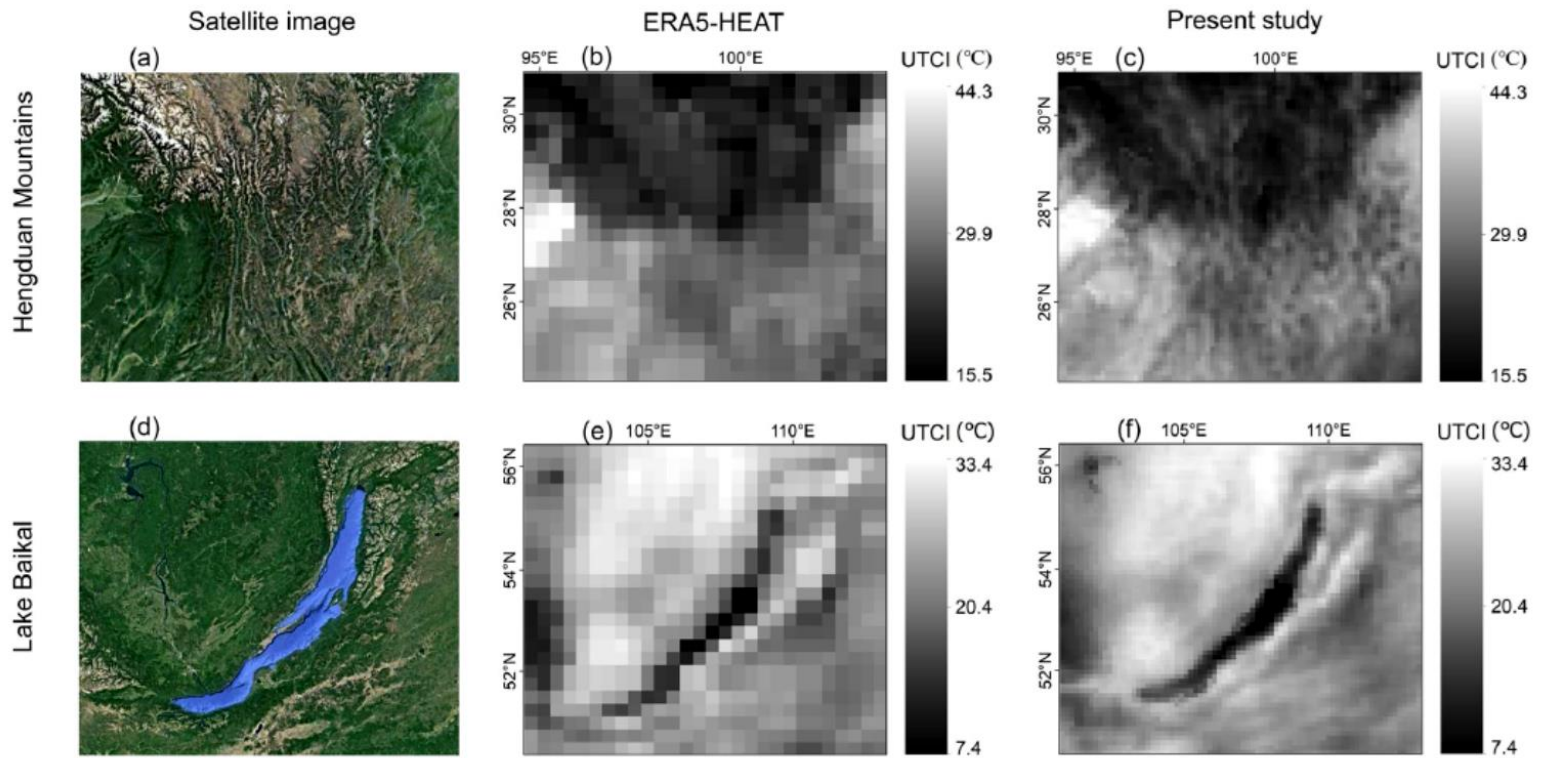 Satellite image
ERA5-HEAT
Present study
Hengduan Mountains
(a)
95°E (b) 100°E UTCI (℃)
30°N
28°N
26°N
44.3
29.9
15.5
95°E (c) 100°E UTCI (℃)
30°N
28°N
26°N
44.3
29.9
15.5
Lake Baikal
(d)
(e) 105°E 110°E UTCI (℃)
56°N
54°N
52°N
33.4
20.4
7.4
(f) 105°E 110°E UTCI (℃)
56°N
54°N
52°N
33.4
20.4
7.4